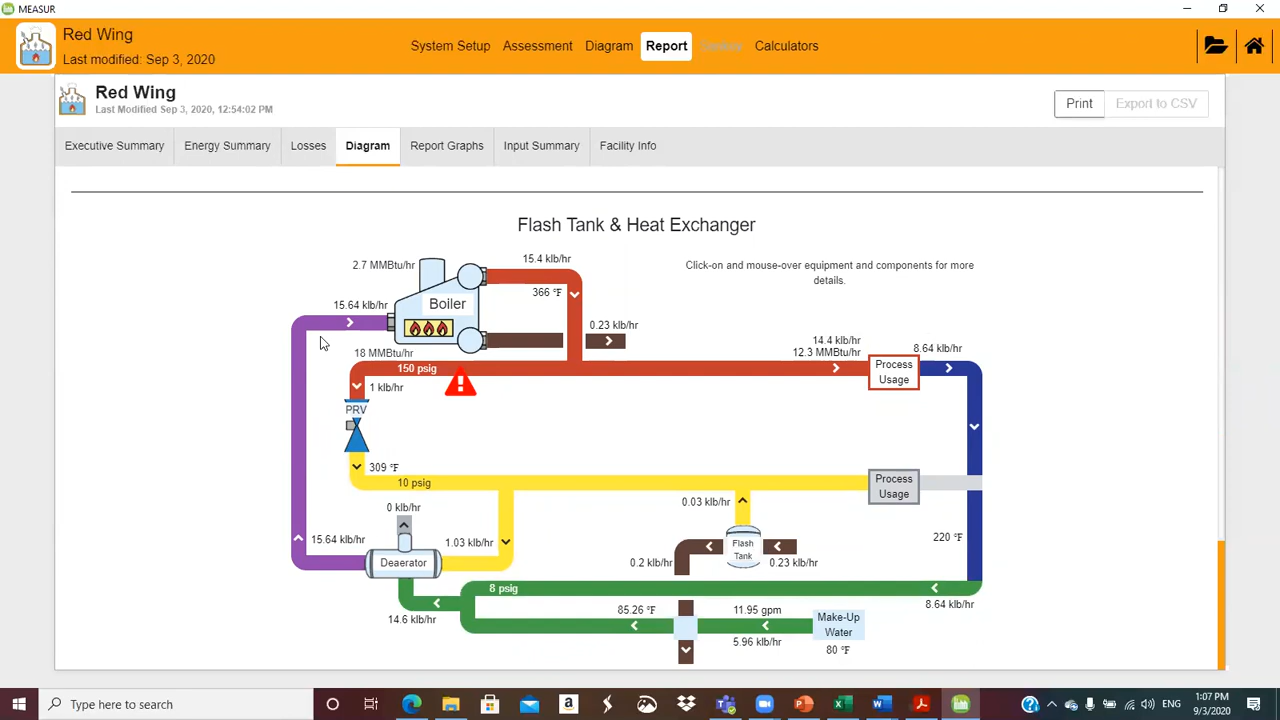 MEASUR
Red Wing
Last modified: Sep 3, 2020
System Setup Assessment Diagram Report Calculators
Red Wing
Last Modified Sep 3, 2020, 12:54:02 PM
Print Export to CSV
Executive Summary Energy Summary Losses Diagram Report Graphs Input Summary Facility Info
Flash Tank & Heat Exchanger
2.7 MMBtu/hr
15.4 klb/hr
Click-on and mouse-over equipment and components for more
details.
366 °F
15.64 klb/hr
Boiler
0.23 klb/hr
18 MMBtu/hr
14.4 klb/hr
12.3 MMBtu/hr
8.64 klb/hr
150 psig
Process
Usage
1 klb/hr
PRV
309 °F
10 psig
Process
Usage
0 klb/hr
0.03 klb/hr
15.64 klb/hr
1.03 klb/hr
Flash
Tank
220 °F
Deaerator
0.2 klb/hr
0.23 klb/hr
8 psig
8.64 klb/hr
14.6 klb/hr
85.26 °F
11.95 gpm
Make-Up
Water
5.96 klb/hr
80 °F
Type here to search
1:07 PM
9/3/2020